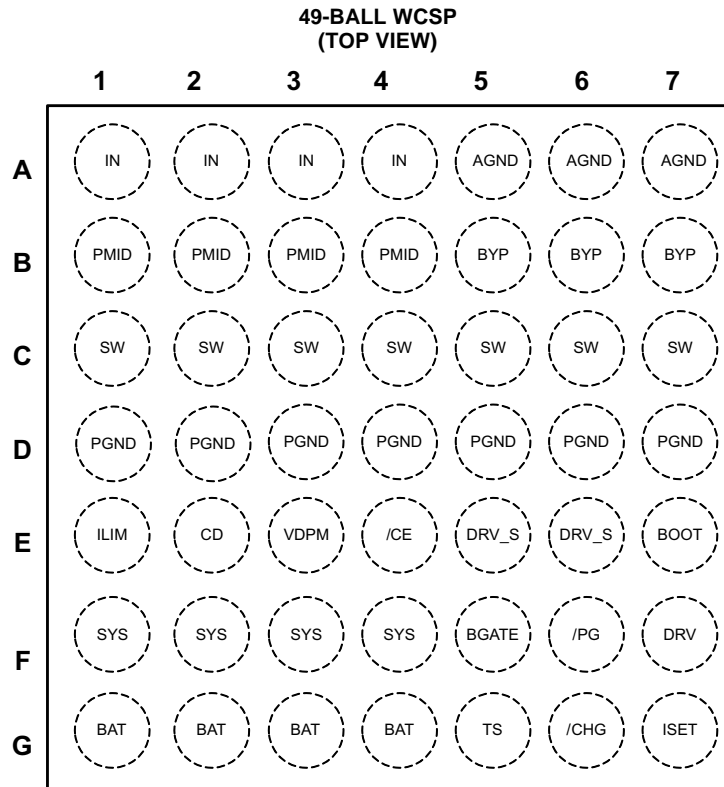 49-BALL WCSP
(TOP VIEW)
1 2 3 4 5 6 7
A IN IN IN IN AGND AGND AGND
B PMID PMID PMID PMID BYP BYP BYP
C SW SW SW SW SW SW SW
D PGND PGND PGND PGND PGND PGND PGND
E ILIM CD VDPM /CE DRV_S DRV_S BOOT
F SYS SYS SYS SYS BGATE /PG DRV
G BAT BAT BAT BAT TS /CHG ISET